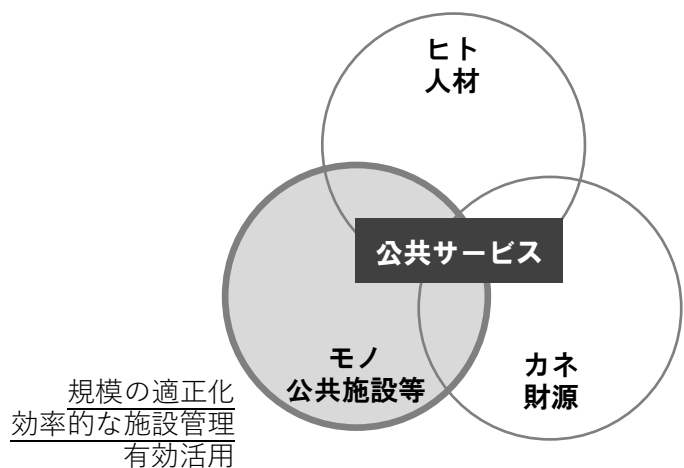 ヒト
人材
公共サービス
モノ
公共施設等
カネ
財源
規模の適正化
効率的な施設管理
有効活用